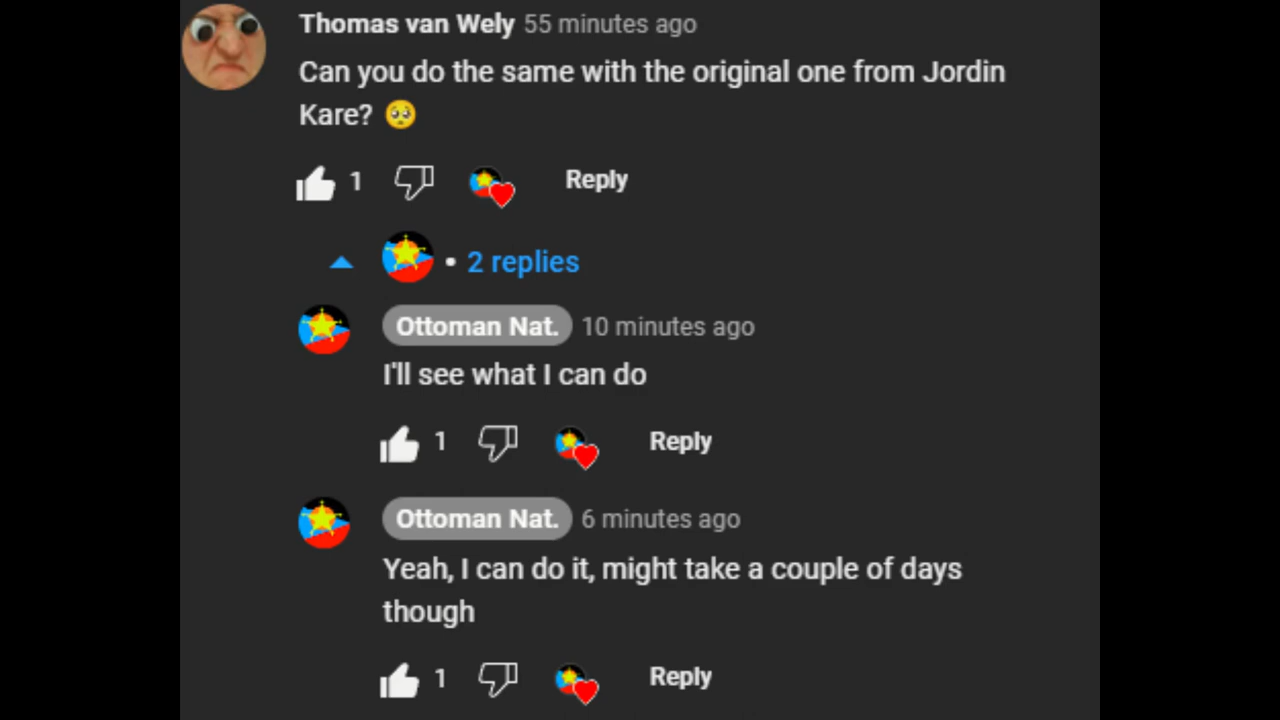 Thomas van Wely 55 minutes ago
Can you do the same with the original one from Jordin
Kare? 🥺
1 Reply
• 2 replies
Ottoman Nat. 10 minutes ago
I'll see what I can do
1 Reply
Ottoman Nat. 6 minutes ago
Yeah, I can do it, might take a couple of days
though
1 Reply